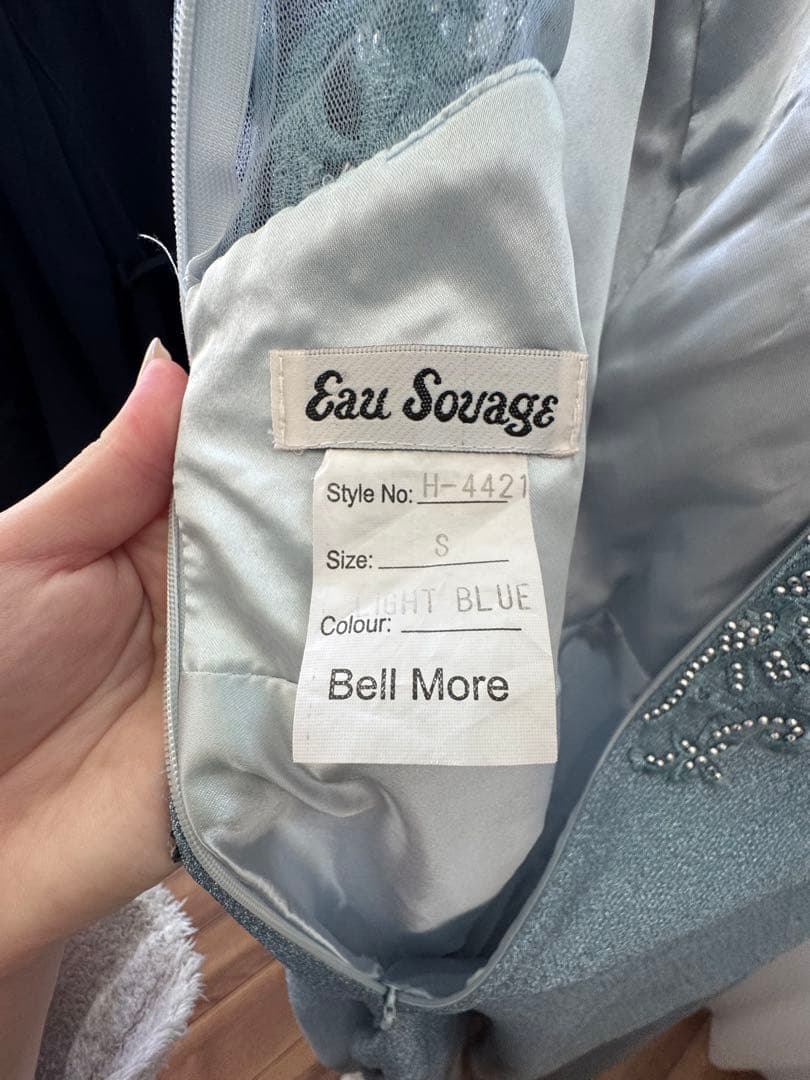 Eau Sovage
Style No: H-4421
Size: S
LIGHT BLUE
Colour:
Bell More